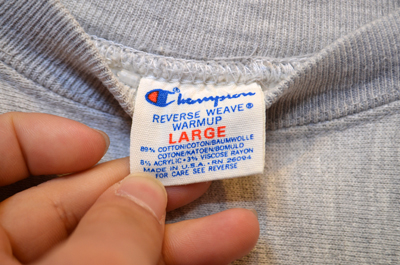 Champion
REVERSE WEAVE®
WARMUP
LARGE
89% COTTON/COTON/BAUMWOLLE
COTONE/KATOEN/BOMULD
8% ACRYLIC+3% VISCOSE RAYON
MADE IN U.S.A. RN 26094
FOR CARE SEE REVERSE